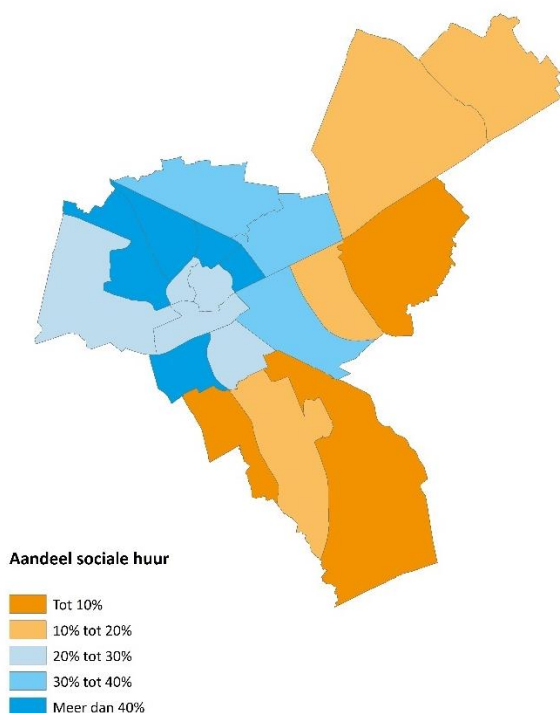 Aandeel sociale huur
Tot 10%
10% tot 20%
20% tot 30%
30% tot 40%
Meer dan 40%